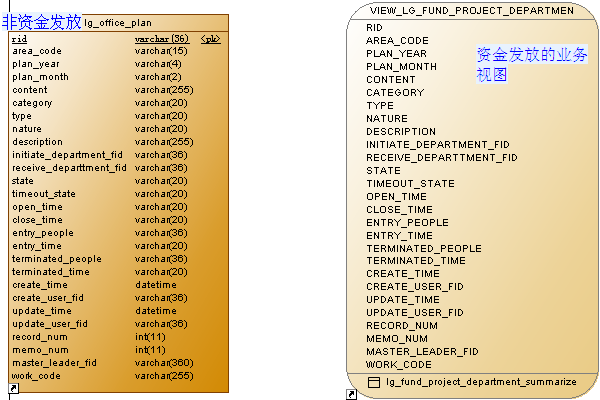 非资金发放 lg_office_plan
rid varchar(36) <pk>
area_code varchar(15)
plan_year varchar(4)
plan_month varchar(2)
content varchar(255)
category varchar(20)
type varchar(20)
nature varchar(20)
description varchar(255)
initiate_department_fid varchar(36)
receive_departtment_fid varchar(36)
state varchar(20)
timeout_state varchar(20)
open_time varchar(20)
close_time varchar(20)
entry_people varchar(36)
entry_time varchar(20)
terminated_people varchar(36)
terminated_time varchar(20)
create_time datetime
create_user_fid varchar(36)
update_time datetime
update_user_fid varchar(36)
record_num int(11)
memo_num int(11)
master_leader_fid varchar(360)
work_code varchar(255)
VIEW_LG_FUND_PROJECT_DEPARTMEN
RID
AREA_CODE
PLAN_YEAR
PLAN_MONTH
CONTENT
CATEGORY
TYPE
NATURE
DESCRIPTION
INITIATE_DEPARTMENT_FID
RECEIVE_DEPARTTMENT_FID
STATE
TIMEOUT_STATE
OPEN_TIME
CLOSE_TIME
ENTRY_PEOPLE
ENTRY_TIME
TERMINATED_PEOPLE
TERMINATED_TIME
CREATE_TIME
CREATE_USER_FID
UPDATE_TIME
UPDATE_USER_FID
RECORD_NUM
MEMO_NUM
MASTER_LEADER_FID
WORK_CODE
lg_fund_project_department_summarize
资金发放的业务
视图